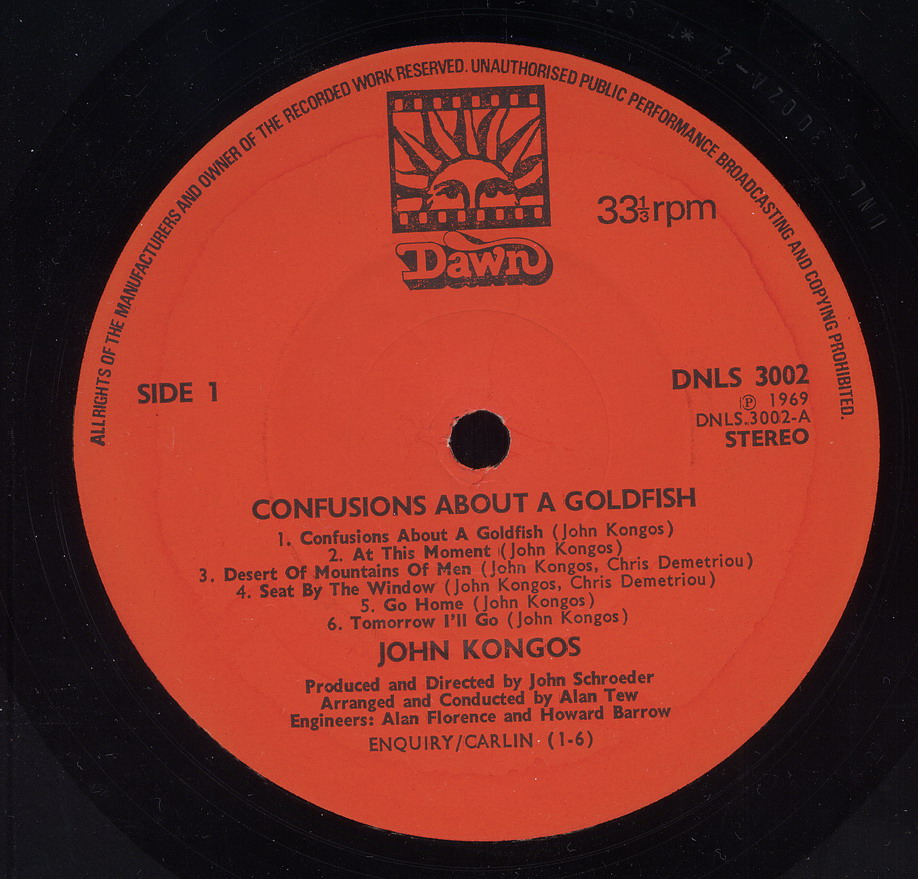 ALL RIGHTS OF THE MANUFACTURERS AND OWNER OF THE RECORDED WORK RESERVED. UNAUTHORISED PUBLIC PERFORMANCE BROADCASTING AND COPYING PROHIBITED.
Dawn
33⅓ rpm
SIDE 1
DNLS 3002
Ⓟ 1969
DNLS.3002-A
STEREO
CONFUSIONS ABOUT A GOLDFISH
1. Confusions About A Goldfish (John Kongos)
2. At This Moment (John Kongos)
3. Desert Of Mountains Of Men (John Kongos, Chris Demetriou)
4. Seat By The Window (John Kongos, Chris Demetriou)
5. Go Home (John Kongos)
6. Tomorrow I'll Go (John Kongos)
JOHN KONGOS
Produced and Directed by John Schroeder
Arranged and Conducted by Alan Tew
Engineers: Alan Florence and Howard Barrow
ENQUIRY/CARLIN (1-6)